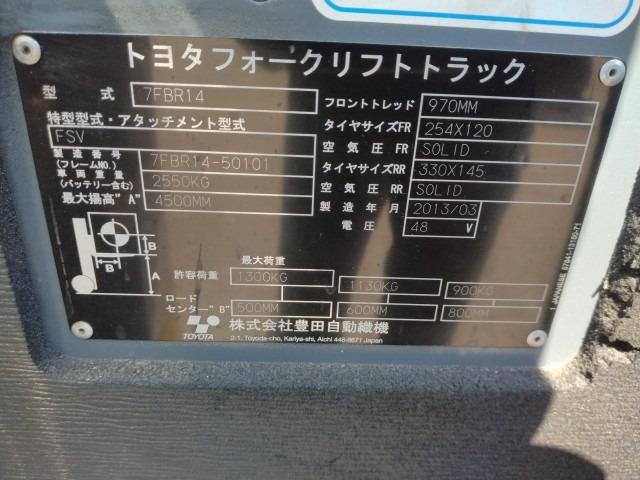 トヨタフォークリフトトラック
型式 7FBR14
特型型式・アタッチメント型式
FSV
製造番号
(フレームNO.) 7FBR14-50101
車両重量
(バッテリー含む) 2550KG
最大揚高"A" 4500MM
フロントトレッド 970MM
タイヤサイズFR 254X120
空気圧FR SOLID
タイヤサイズRR 330X145
空気圧RR SOLID
製造年月 2013/03
電圧 48 V
B
B
A
最大荷重
許容荷重 1300KG 1130KG 900KG
ロード
センター"B" 500MM 600MM 800MM
TOYOTA 株式会社豊田自動織機
2-1, Toyoda-cho, Kariya-shi, Aichi 448-8671 Japan